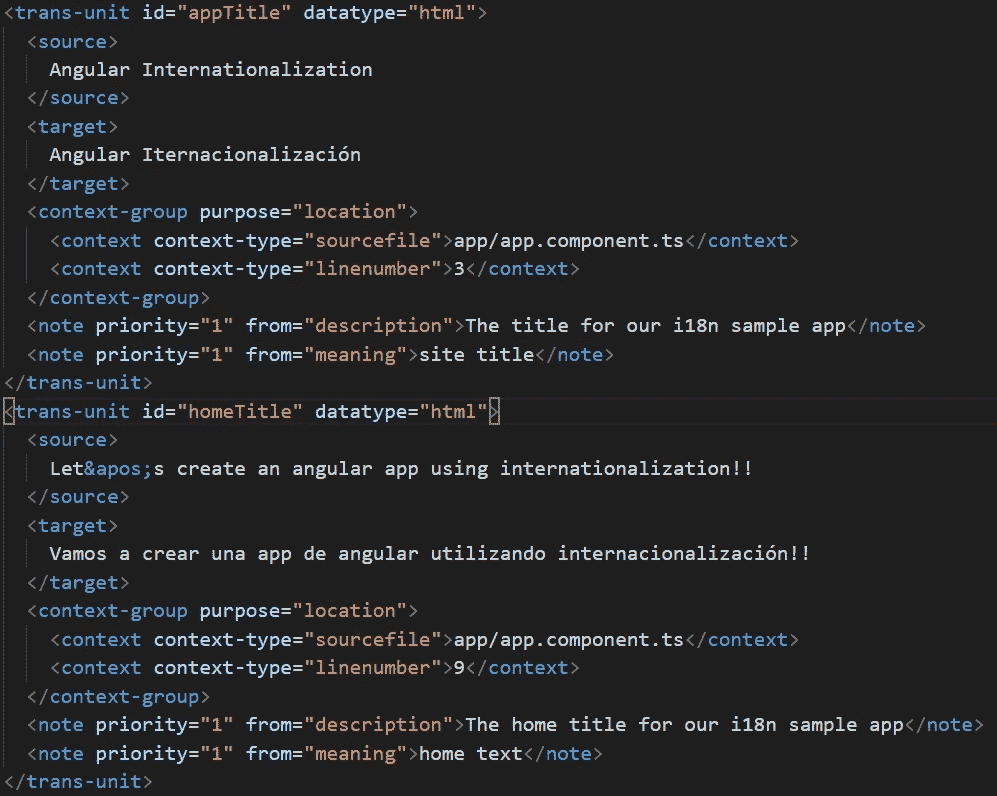 <trans-unit id="appTitle" datatype="html">
<source>
Angular Internationalization
</source>
<target>
Angular Iternacionalización
</target>
<context-group purpose="location">
<context context-type="sourcefile">app/app.component.ts</context>
<context context-type="linenumber">3</context>
</context-group>
<note priority="1" from="description">The title for our i18n sample app</note>
<note priority="1" from="meaning">site title</note>
</trans-unit>
<trans-unit id="homeTitle" datatype="html">
<source>
Let&apos;s create an angular app using internationalization!!
</source>
<target>
Vamos a crear una app de angular utilizando internacionalización!!
</target>
<context-group purpose="location">
<context context-type="sourcefile">app/app.component.ts</context>
<context context-type="linenumber">9</context>
</context-group>
<note priority="1" from="description">The home title for our i18n sample app</note>
<note priority="1" from="meaning">home text</note>
</trans-unit>